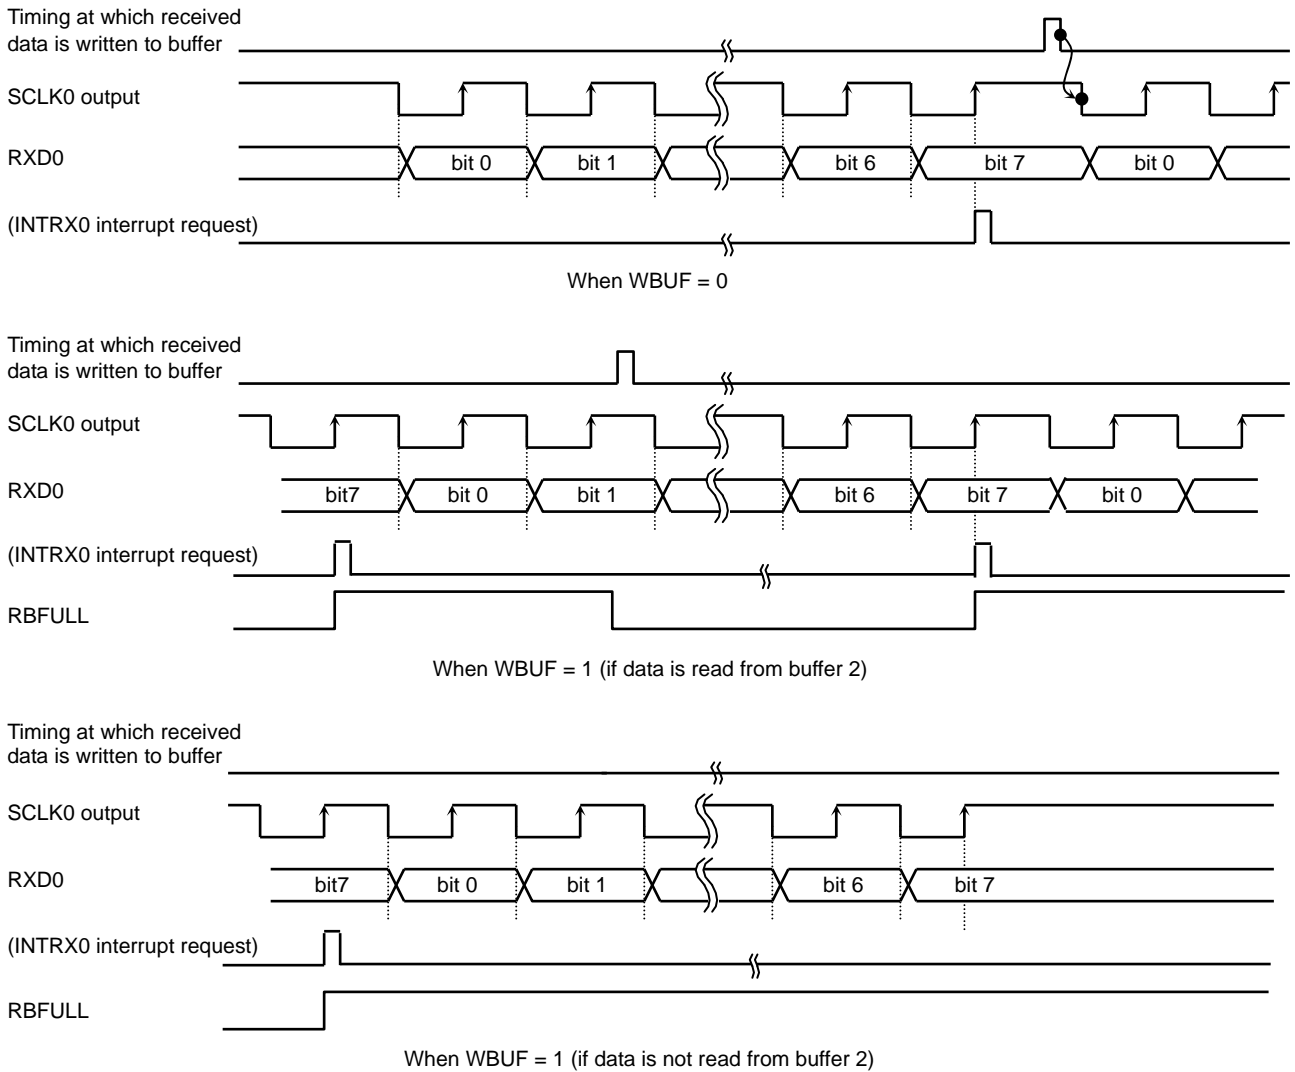 Timing at which received
data is written to buffer
SCLK0 output
RXD0
bit 0 bit 1 bit 6 bit 7 bit 0
(INTRX0 interrupt request)
When WBUF = 0
Timing at which received
data is written to buffer
SCLK0 output
RXD0
bit7 bit 0 bit 1 bit 6 bit 7 bit 0
(INTRX0 interrupt request)
RBFULL
When WBUF = 1 (if data is read from buffer 2)
Timing at which received
data is written to buffer
SCLK0 output
RXD0
bit7 bit 0 bit 1 bit 6 bit 7
(INTRX0 interrupt request)
RBFULL
When WBUF = 1 (if data is not read from buffer 2)